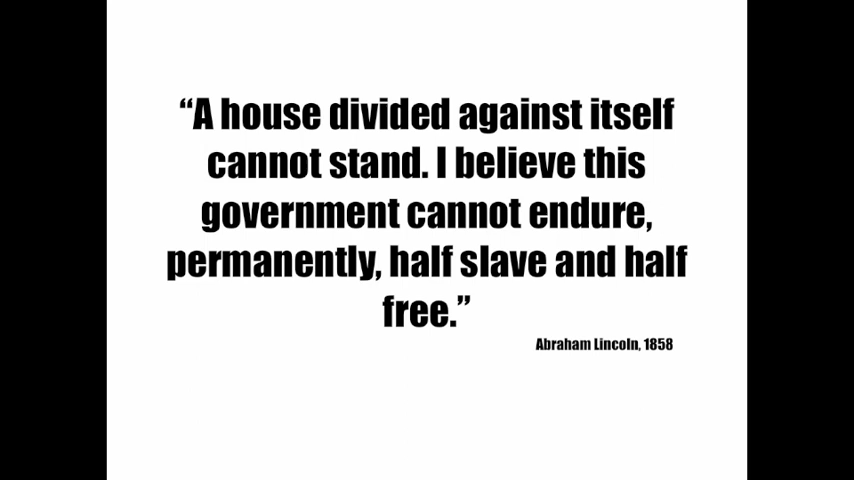 “A house divided against itself
cannot stand. I believe this
government cannot endure,
permanently, half slave and half
free.”
Abraham Lincoln, 1858